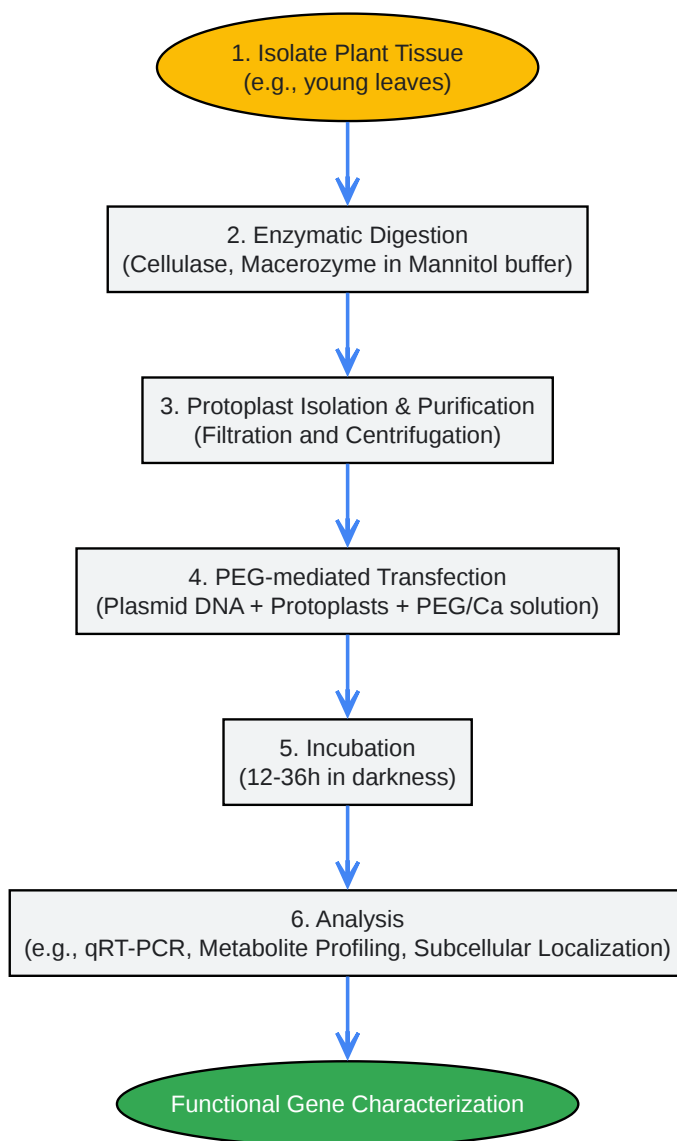 1. Isolate Plant Tissue
(e.g., young leaves)
2. Enzymatic Digestion
(Cellulase, Macerozyme in Mannitol buffer)
3. Protoplast Isolation & Purification
(Filtration and Centrifugation)
4. PEG-mediated Transfection
(Plasmid DNA + Protoplasts + PEG/Ca solution)
5. Incubation
(12-36h in darkness)
6. Analysis
(e.g., qRT-PCR, Metabolite Profiling, Subcellular Localization)
Functional Gene Characterization